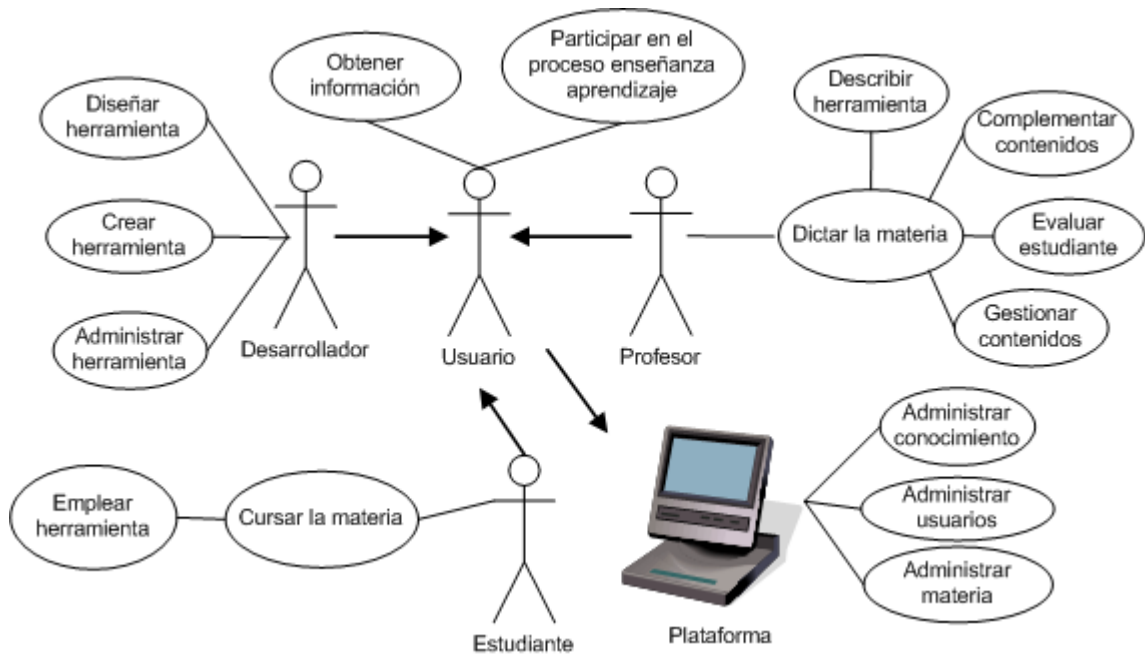 Obtener
información
Participar en el
proceso enseñanza
aprendizaje
Diseñar
herramienta
Describir
herramienta
Complementar
contenidos
Crear
herramienta
Dictar la materia
Evaluar
estudiante
Administrar
herramienta
Gestionar
contenidos
Desarrollador
Usuario
Profesor
Administrar
conocimiento
Emplear
herramienta
Cursar la materia
Administrar
usuarios
Administrar
materia
Estudiante
Plataforma